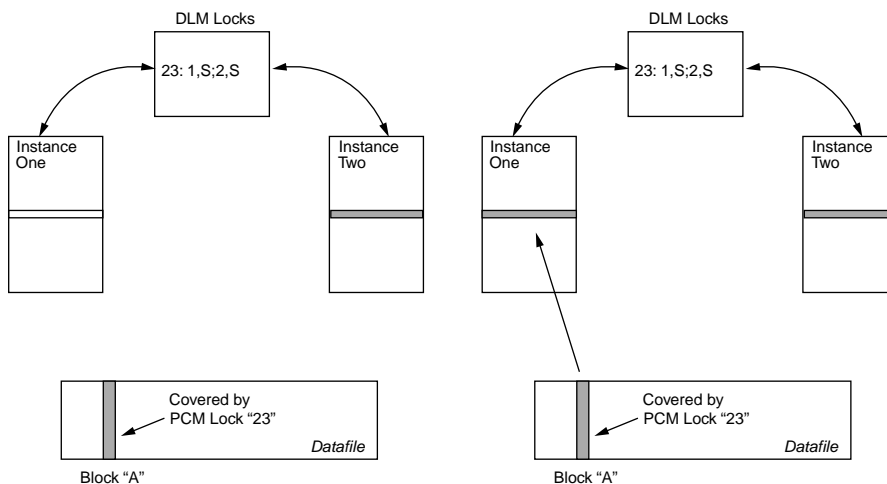 DLM Locks
23: 1,S;2,S
Instance
One
Instance
Two
Covered by
PCM Lock “23”
Datafile
Block “A”
DLM Locks
23: 1,S;2,S
Instance
One
Instance
Two
Covered by
PCM Lock “23”
Datafile
Block “A”